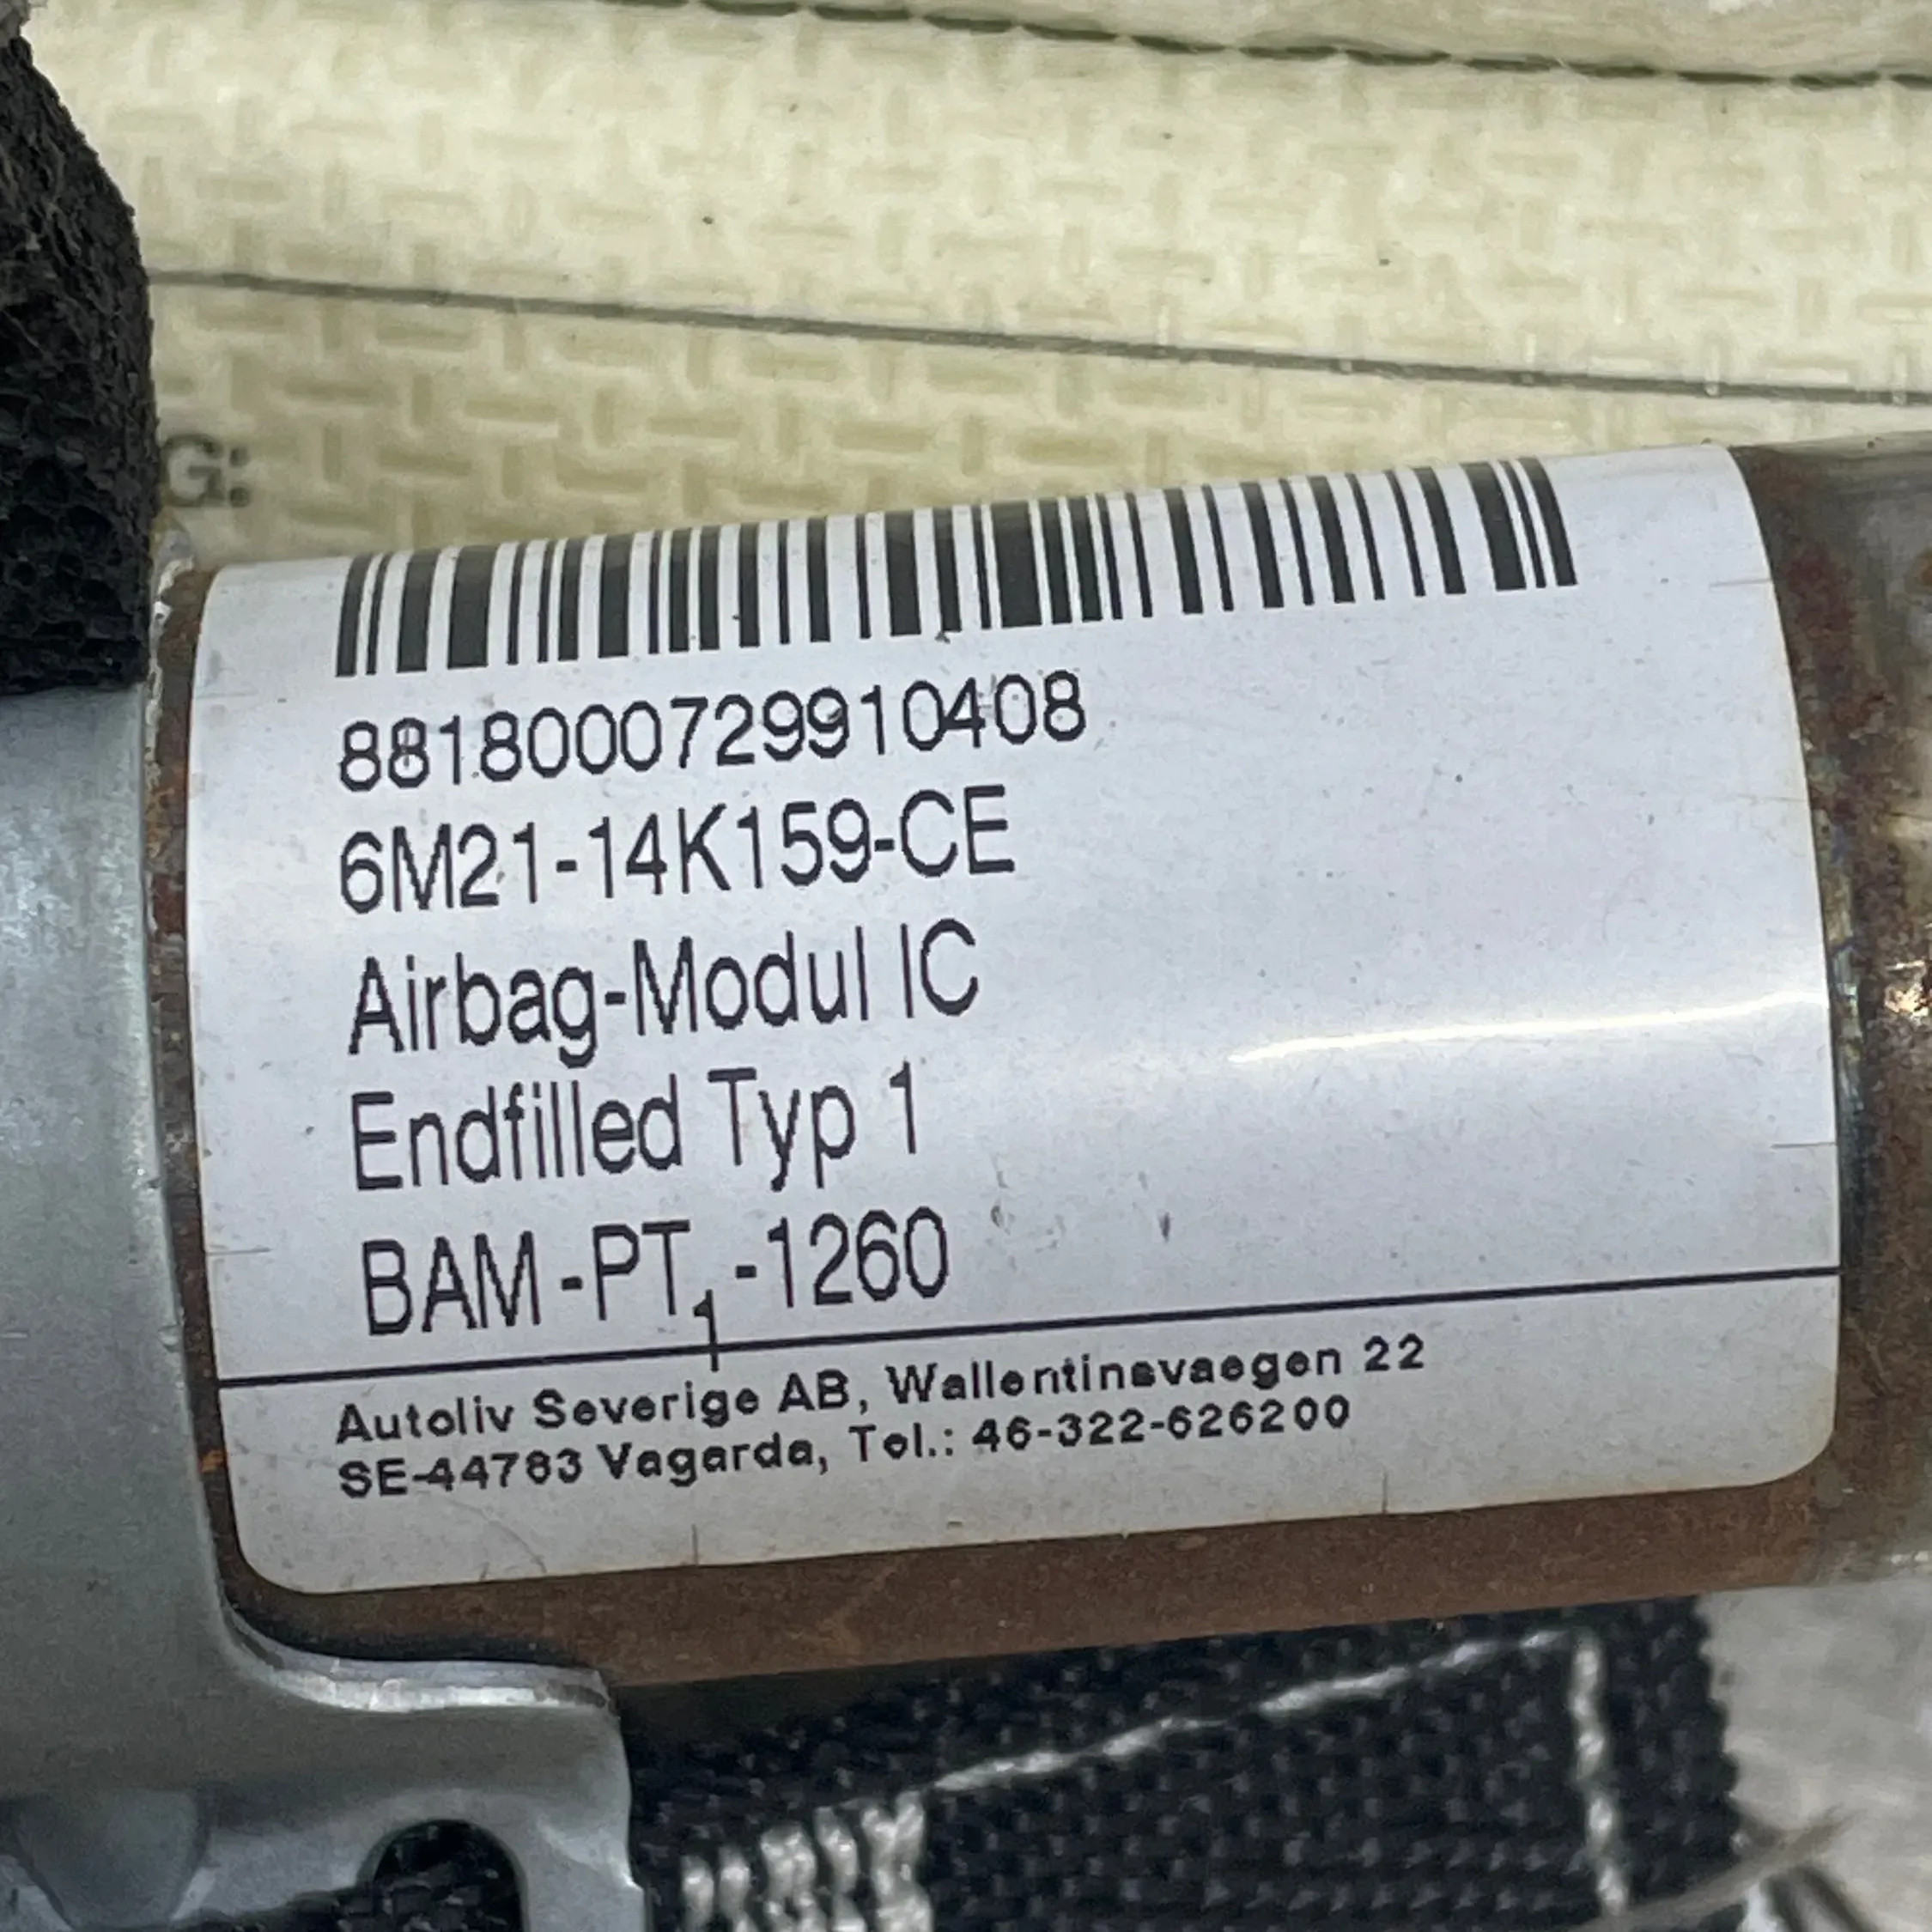 G:
8818000729910408
6M21-14K159-CE
Airbag-Modul IC
Endfilled Typ 1
BAM-PT₁-1260
Autoliv Severige AB, Wallentinsvaegen 22
SE-44783 Vagarda, Tel.: 46-322-626200